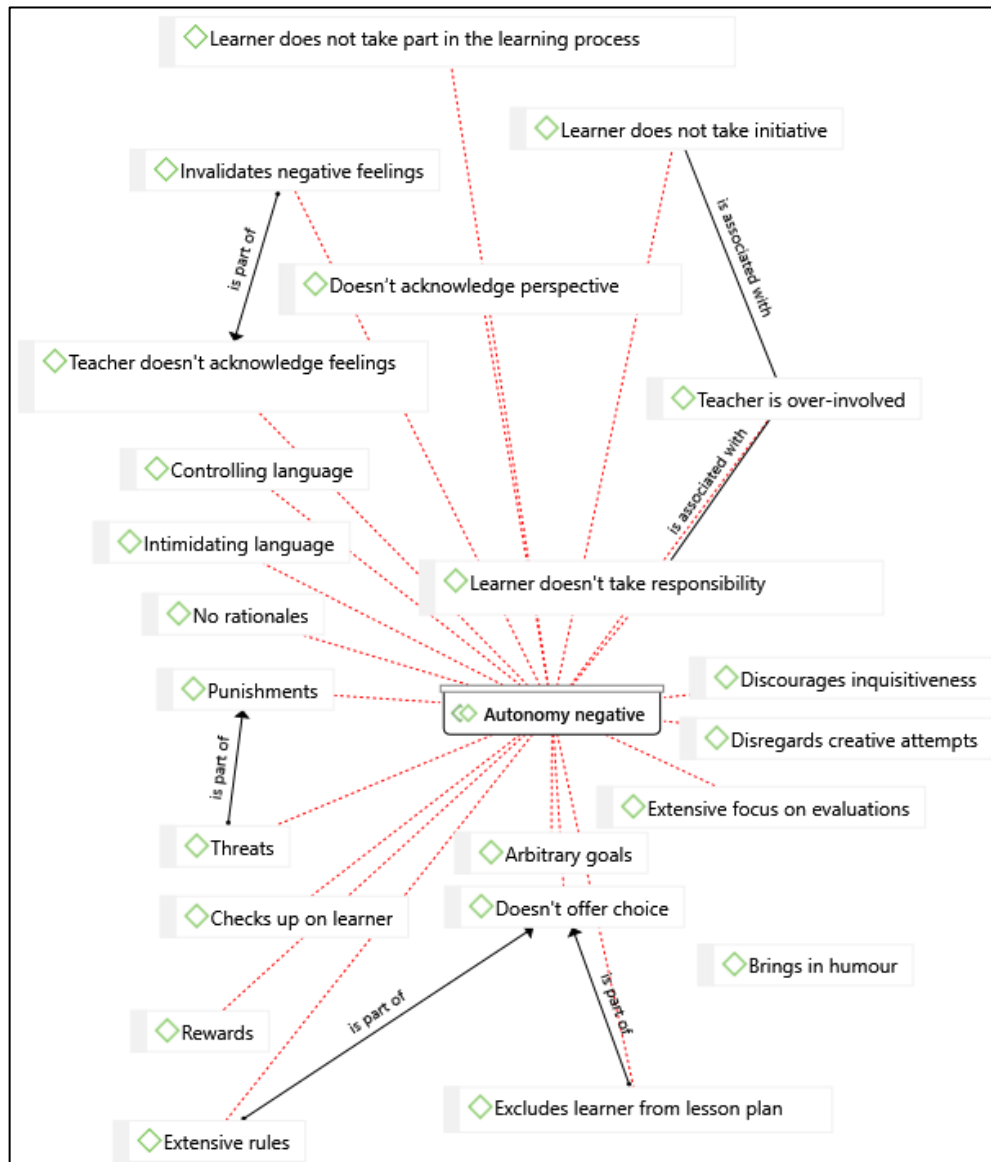 Learner does not take part in the learning process
Learner does not take initiative
Invalidates negative feelings
is associated with
is part of
Doesn't acknowledge perspective
Teacher doesn't acknowledge feelings
Teacher is over-involved
Controlling language
is associated with
Intimidating language
Learner doesn't take responsibility
No rationales
Discourages inquisitiveness
Punishments
Autonomy negative
Disregards creative attempts
is part of
Extensive focus on evaluations
Threats
Arbitrary goals
Doesn't offer choice
Checks up on learner
Brings in humour
is part of
is part of
Rewards
Excludes learner from lesson plan
Extensive rules